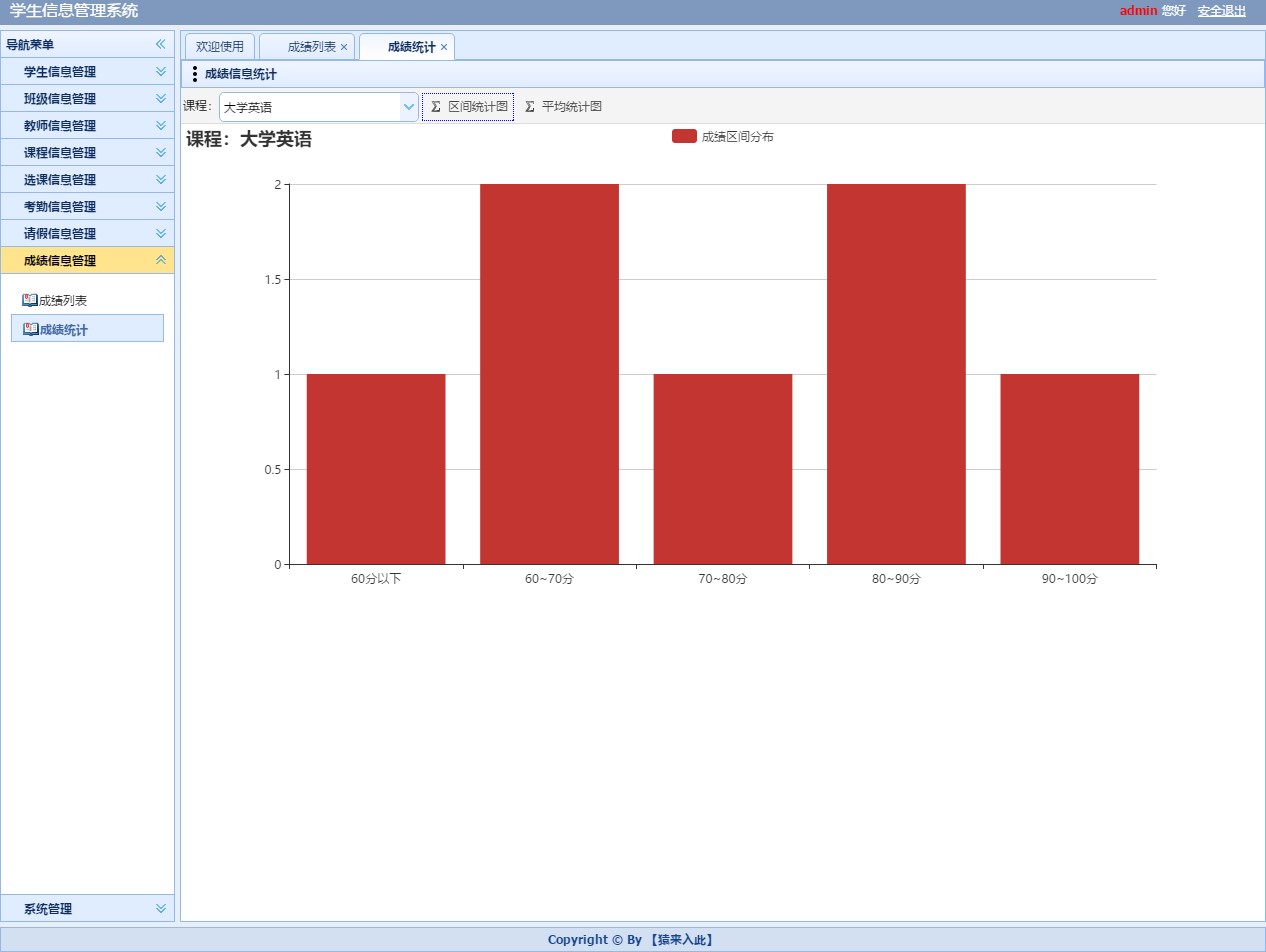 学生信息管理系统
admin 您好 安全退出
导航菜单
学生信息管理
班级信息管理
教师信息管理
课程信息管理
选课信息管理
考勤信息管理
请假信息管理
成绩信息管理
成绩列表
成绩统计
系统管理
欢迎使用 成绩列表 成绩统计
成绩信息统计
课程： 大学英语 Σ 区间统计图 Σ 平均统计图
课程：大学英语
成绩区间分布
2
1.5
1
0.5
0
60分以下 60~70分 70~80分 80~90分 90~100分
Copyright © By 【猿来入此】